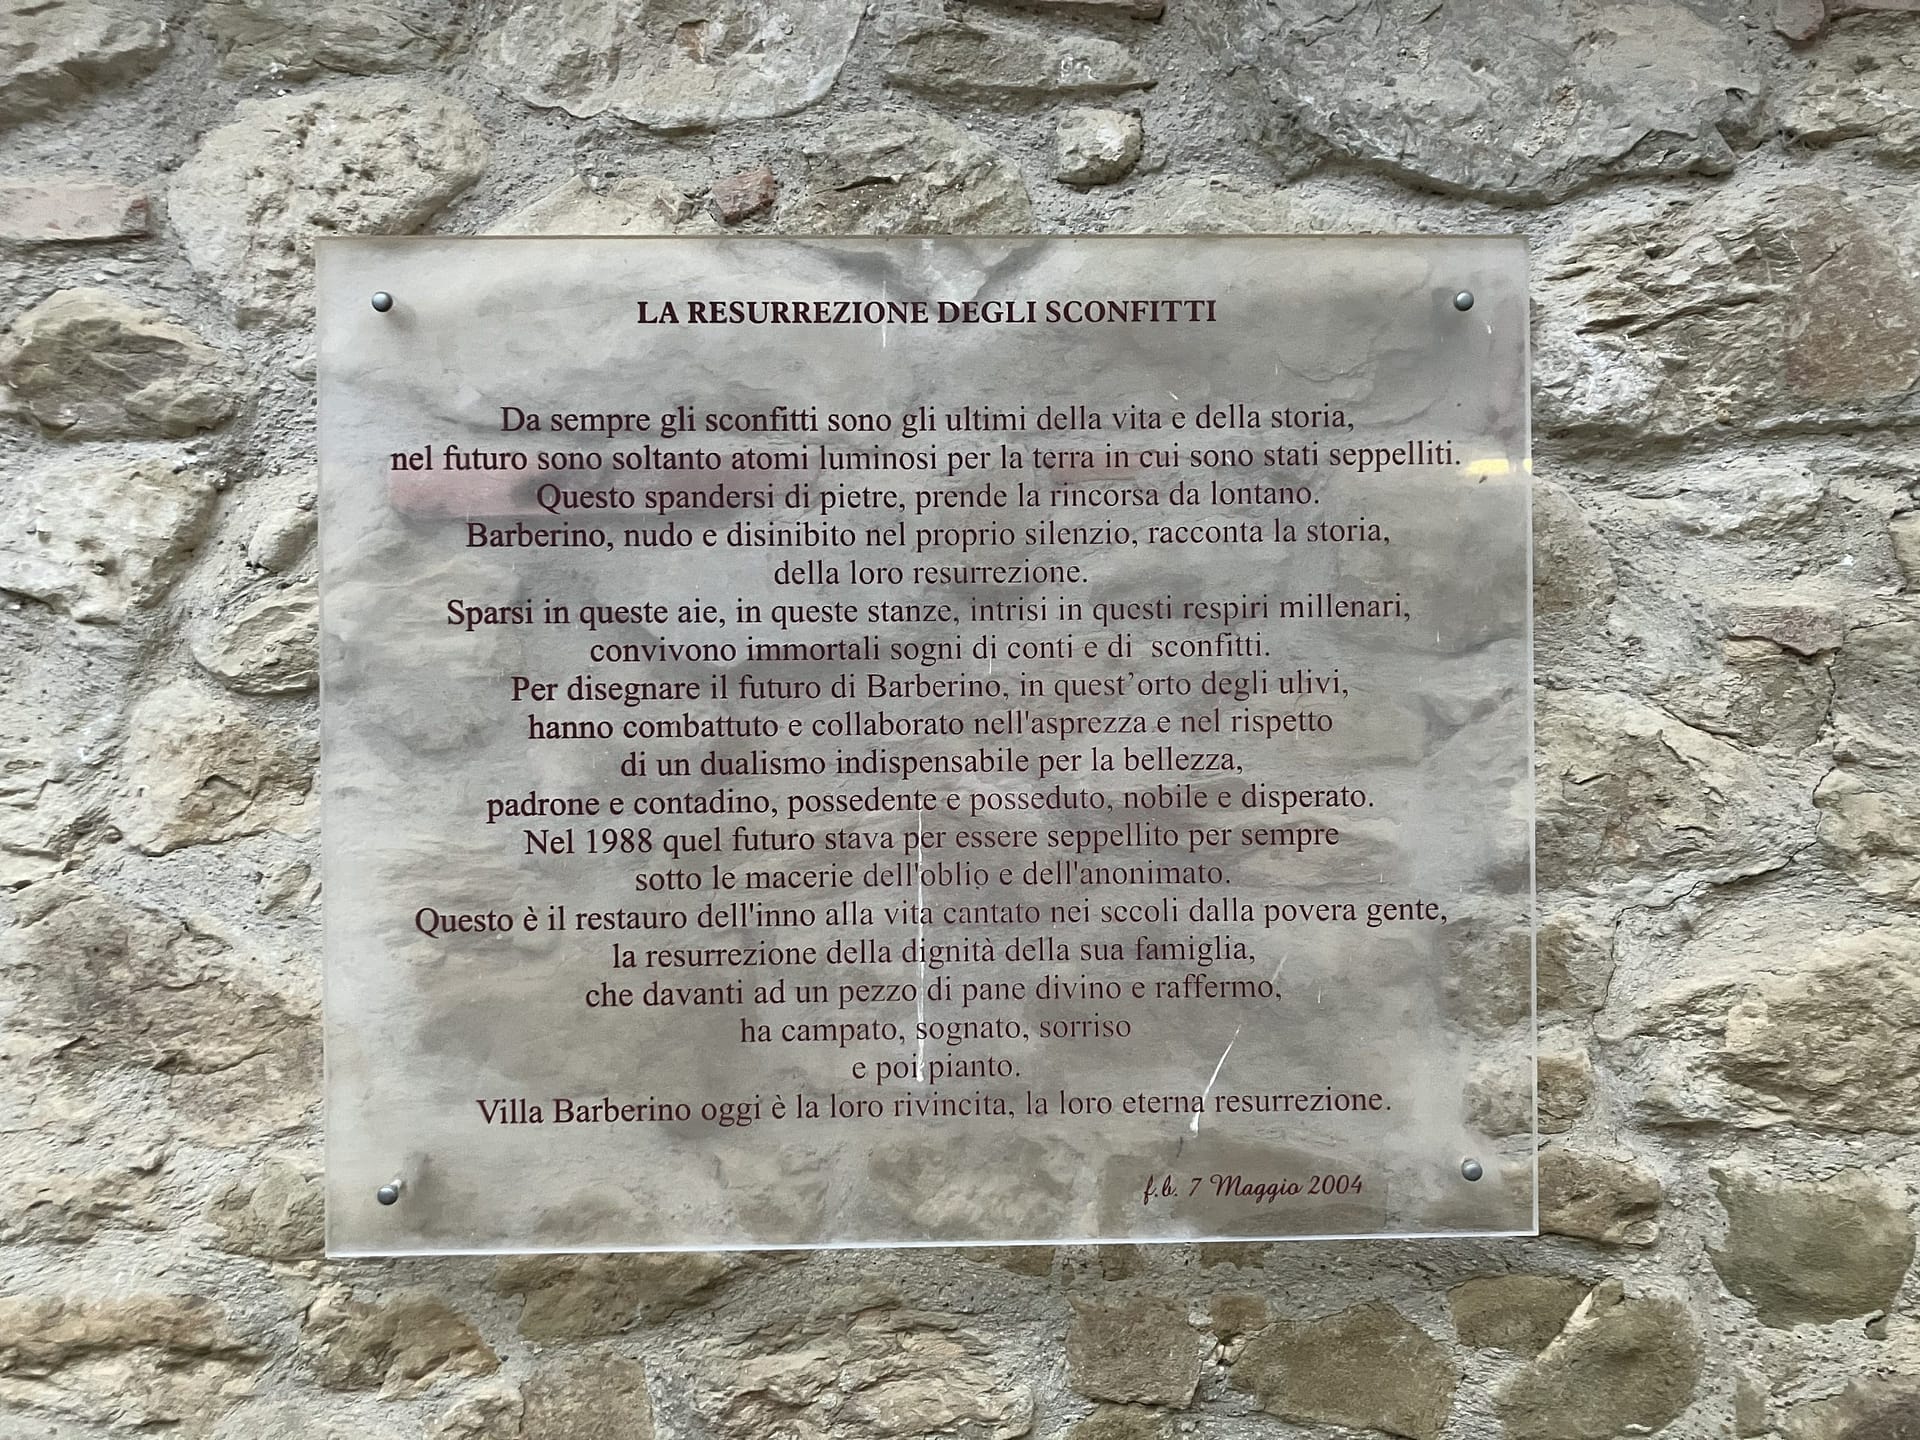 LA RESURREZIONE DEGLI SCONFITTI
Da sempre gli sconfitti sono gli ultimi della vita e della storia,
nel futuro sono soltanto atomi luminosi per la terra in cui sono stati seppelliti.
Questo spandersi di pietre, prende la rincorsa da lontano.
Barberino, nudo e disinibito nel proprio silenzio, racconta la storia,
della loro resurrezione.
Sparsi in queste aie, in queste stanze, intrisi in questi respiri millenari,
convivono immortali sogni di conti e di sconfitti.
Per disegnare il futuro di Barberino, in quest’orto degli ulivi,
hanno combattuto e collaborato nell'asprezza e nel rispetto
di un dualismo indispensabile per la bellezza,
padrone e contadino, possedente e posseduto, nobile e disperato.
Nel 1988 quel futuro stava per essere seppellito per sempre
sotto le macerie dell'oblio e dell'anonimato.
Questo è il restauro dell'inno alla vita cantato nei sccoli dalla povera gente,
la resurrezione della dignità della sua famiglia,
che davanti ad un pezzo di pane divino e raffermo,
ha campato, sognato, sorriso
e poi pianto.
Villa Barberino oggi è la loro rivincita, la loro eterna resurrezione.
f.b. 7 Maggio 2004